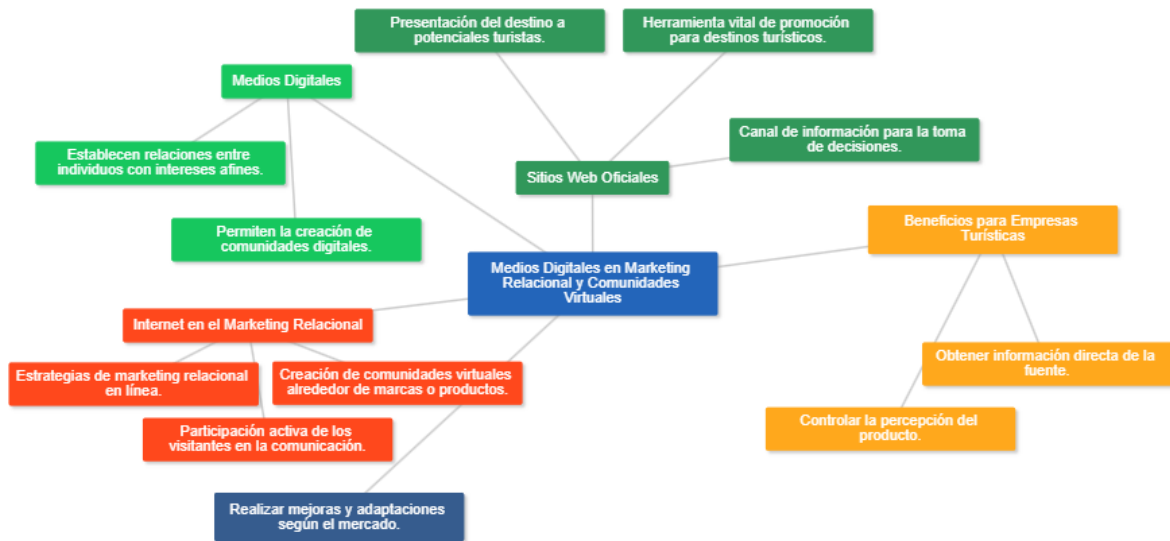 Presentación del destino a
potenciales turistas.
Herramienta vital de promoción
para destinos turísticos.
Medios Digitales
Canal de información para la toma
de decisiones.
Establecen relaciones entre
individuos con intereses afines.
Sitios Web Oficiales
Permiten la creación de
comunidades digitales.
Beneficios para Empresas
Turísticas
Medios Digitales en Marketing
Relacional y Comunidades
Virtuales
Internet en el Marketing Relacional
Estrategias de marketing relacional
en línea.
Creación de comunidades virtuales
alrededor de marcas o productos.
Obtener información directa de la
fuente.
Participación activa de los
visitantes en la comunicación.
Controlar la percepción del
producto.
Realizar mejoras y adaptaciones
según el mercado.